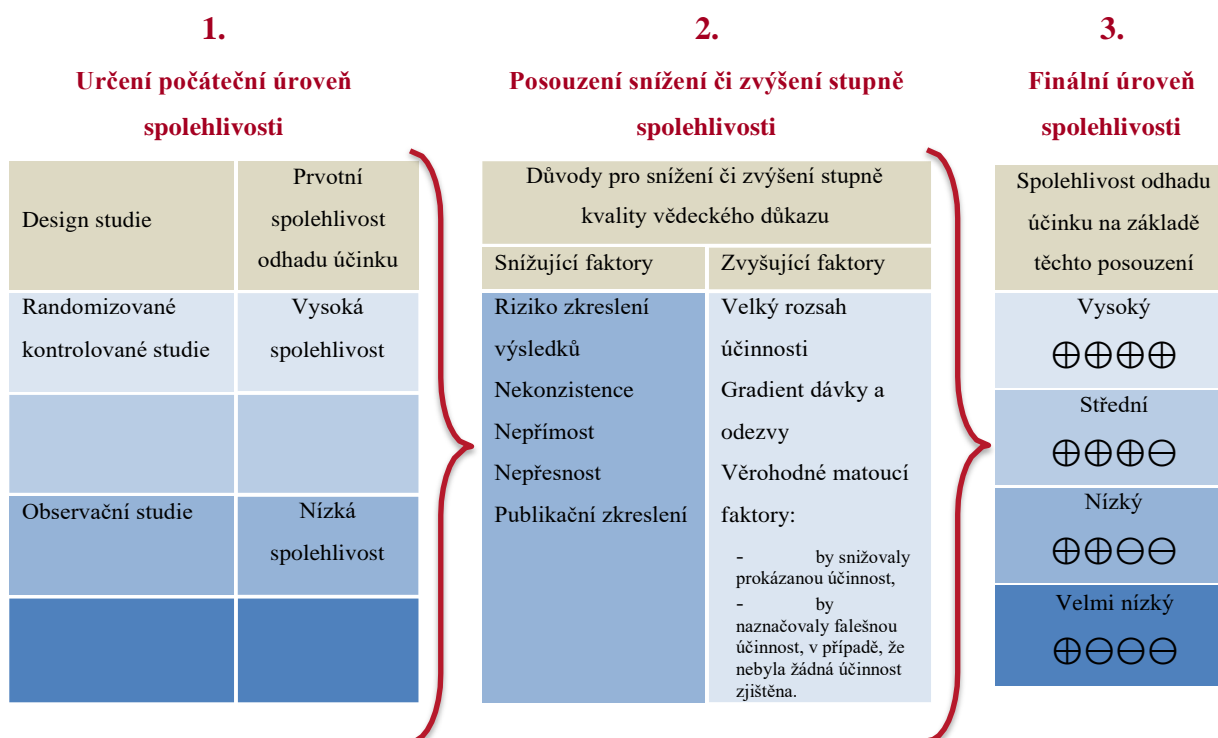 1.
Určení počáteční úroveň
spolehlivosti
Design studie
Prvotní
spolehlivost
odhadu účinku
Randomizované
kontrolované studie
Vysoká
spolehlivost
Observační studie
Nízká
spolehlivost
2.
Posouzení snížení či zvýšení stupně
spolehlivosti
Důvody pro snížení či zvýšení stupně
kvality vědeckého důkazu
Snížující faktory
Zvyšující faktory
Riziko zkreslení
výsledků
Nekonzistence
Nepřímost
Nepřesnost
Publikační zkreslení
Velký rozsah
účinnosti
Gradient dávky a
odezvy
Věrohodné matoucí
faktory:
- by snižovaly
prokázanou účinnost,
- by
naznačovaly falešnou
účinnost, v případě, že
nebyla žádná účinnost
zjištěna.
3.
Finální úroveň
spolehlivosti
Spolehlivost odhadu
účinku na základě
těchto posouzení
Vysoký
⊕⊕⊕⊕
Střední
⊕⊕⊕⊖
Nízký
⊕⊕⊖⊖
Velmi nízký
⊕⊖⊖⊖